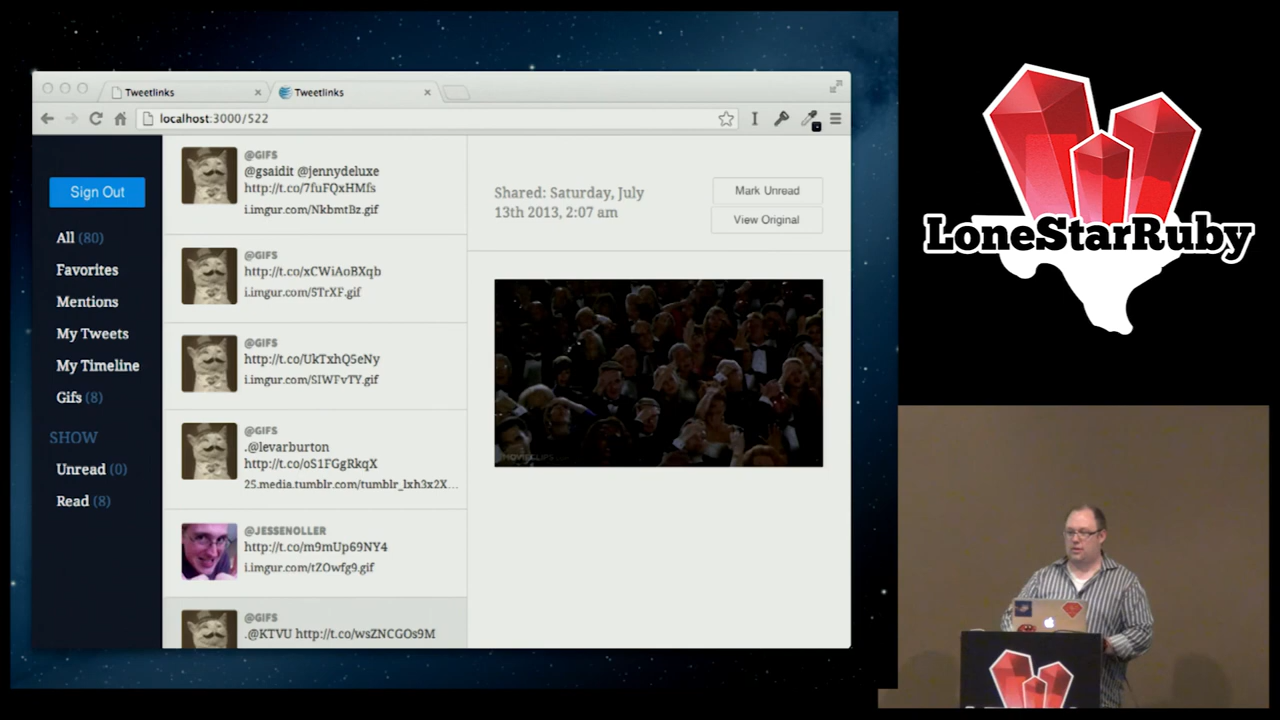 Tweetlinks
Tweetlinks
localhost:3000/522
Sign Out
All (80)
Favorites
Mentions
My Tweets
My Timeline
Gifs (8)
SHOW
Unread (0)
Read (8)
@GIFS
@gsaidit @jennydeluxe
http://t.co/7fuFQxHMfs
i.imgur.com/NkbmtBz.gif
@GIFS
http://t.co/xCWiAoBXqb
i.imgur.com/5TrXF.gif
@GIFS
http://t.co/UkTxhQ5eNy
i.imgur.com/SIWFvTY.gif
@GIFS
.@levarburton
http://t.co/oS1FGgRkqX
25.media.tumblr.com/tumblr_lxh3x2X...
@JESSENOLLER
http://t.co/m9mUp69NY4
i.imgur.com/tZOwfg9.gif
@GIFS
.@KTVU http://t.co/wsZNCGOs9M
Shared: Saturday, July
13th 2013, 2:07 am
Mark Unread
View Original
MOVIECLIPS
LoneStarRuby